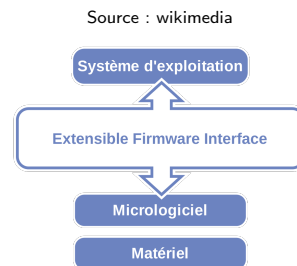 Source : wikimedia
Système d'exploitation
Extensible Firmware Interface
Micrologiciel
Matériel